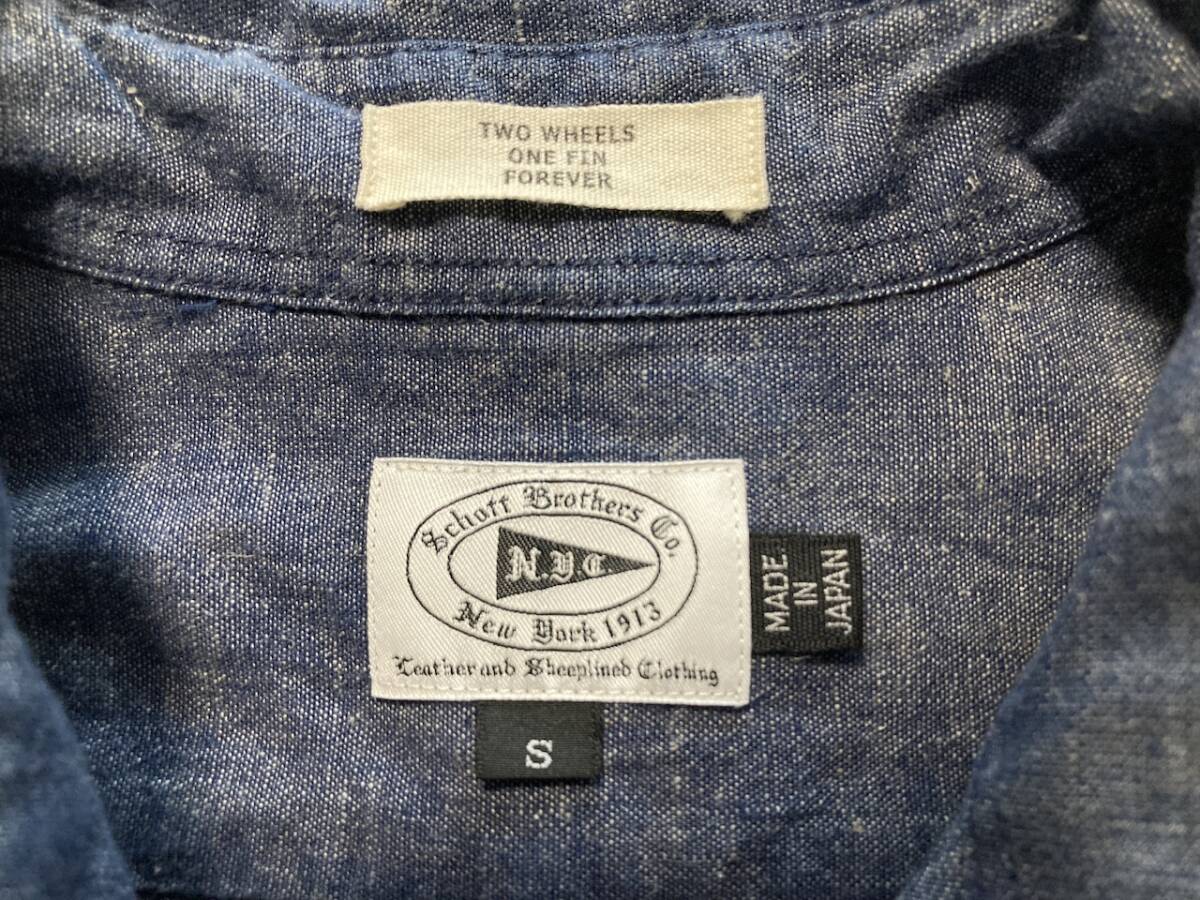 TWO WHEELS
ONE FIN
FOREVER
Schott Brothers Co.
N.Y.C.
New York 1913
Leather and Sheeplined Clothing
MADE
IN
JAPAN
S